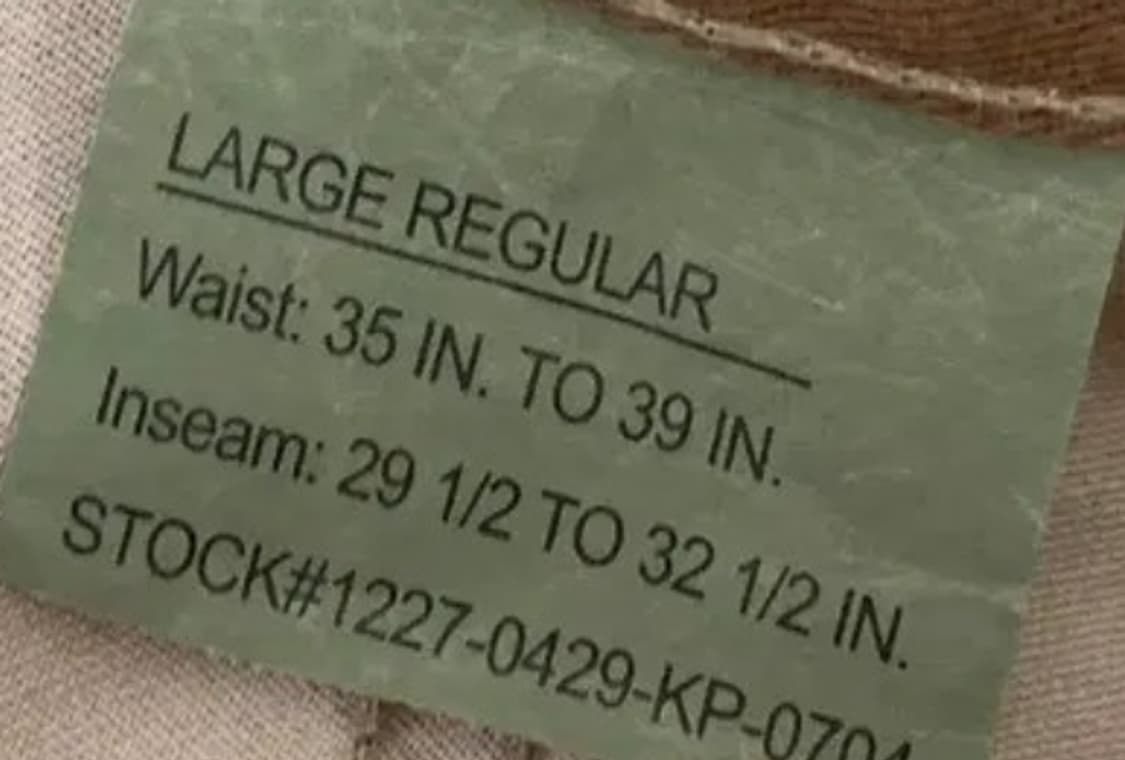 LARGE REGULAR
Waist: 35 IN. TO 39 IN.
Inseam: 29 1/2 TO 32 1/2 IN.
STOCK#1227-0429-KP-0704